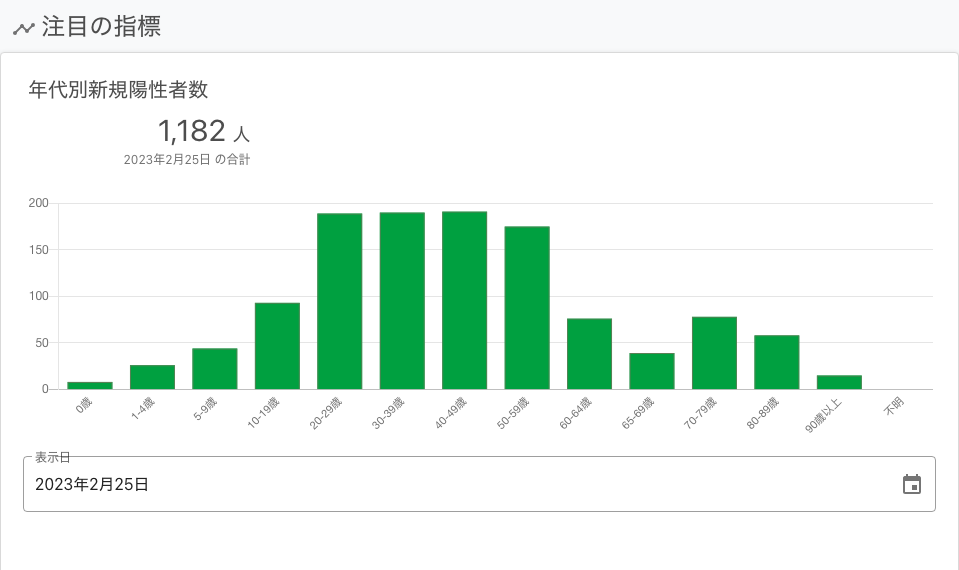 注目の指標
年代別新規陽性者数
1,182 人
2023年2月25日 の合計
200
150
100
50
0
0歳
1-4歳
5-9歳
10-19歳
20-29歳
30-39歳
40-49歳
50-59歳
60-64歳
65-69歳
70-79歳
80-89歳
90歳以上
不明
表示日
2023年2月25日